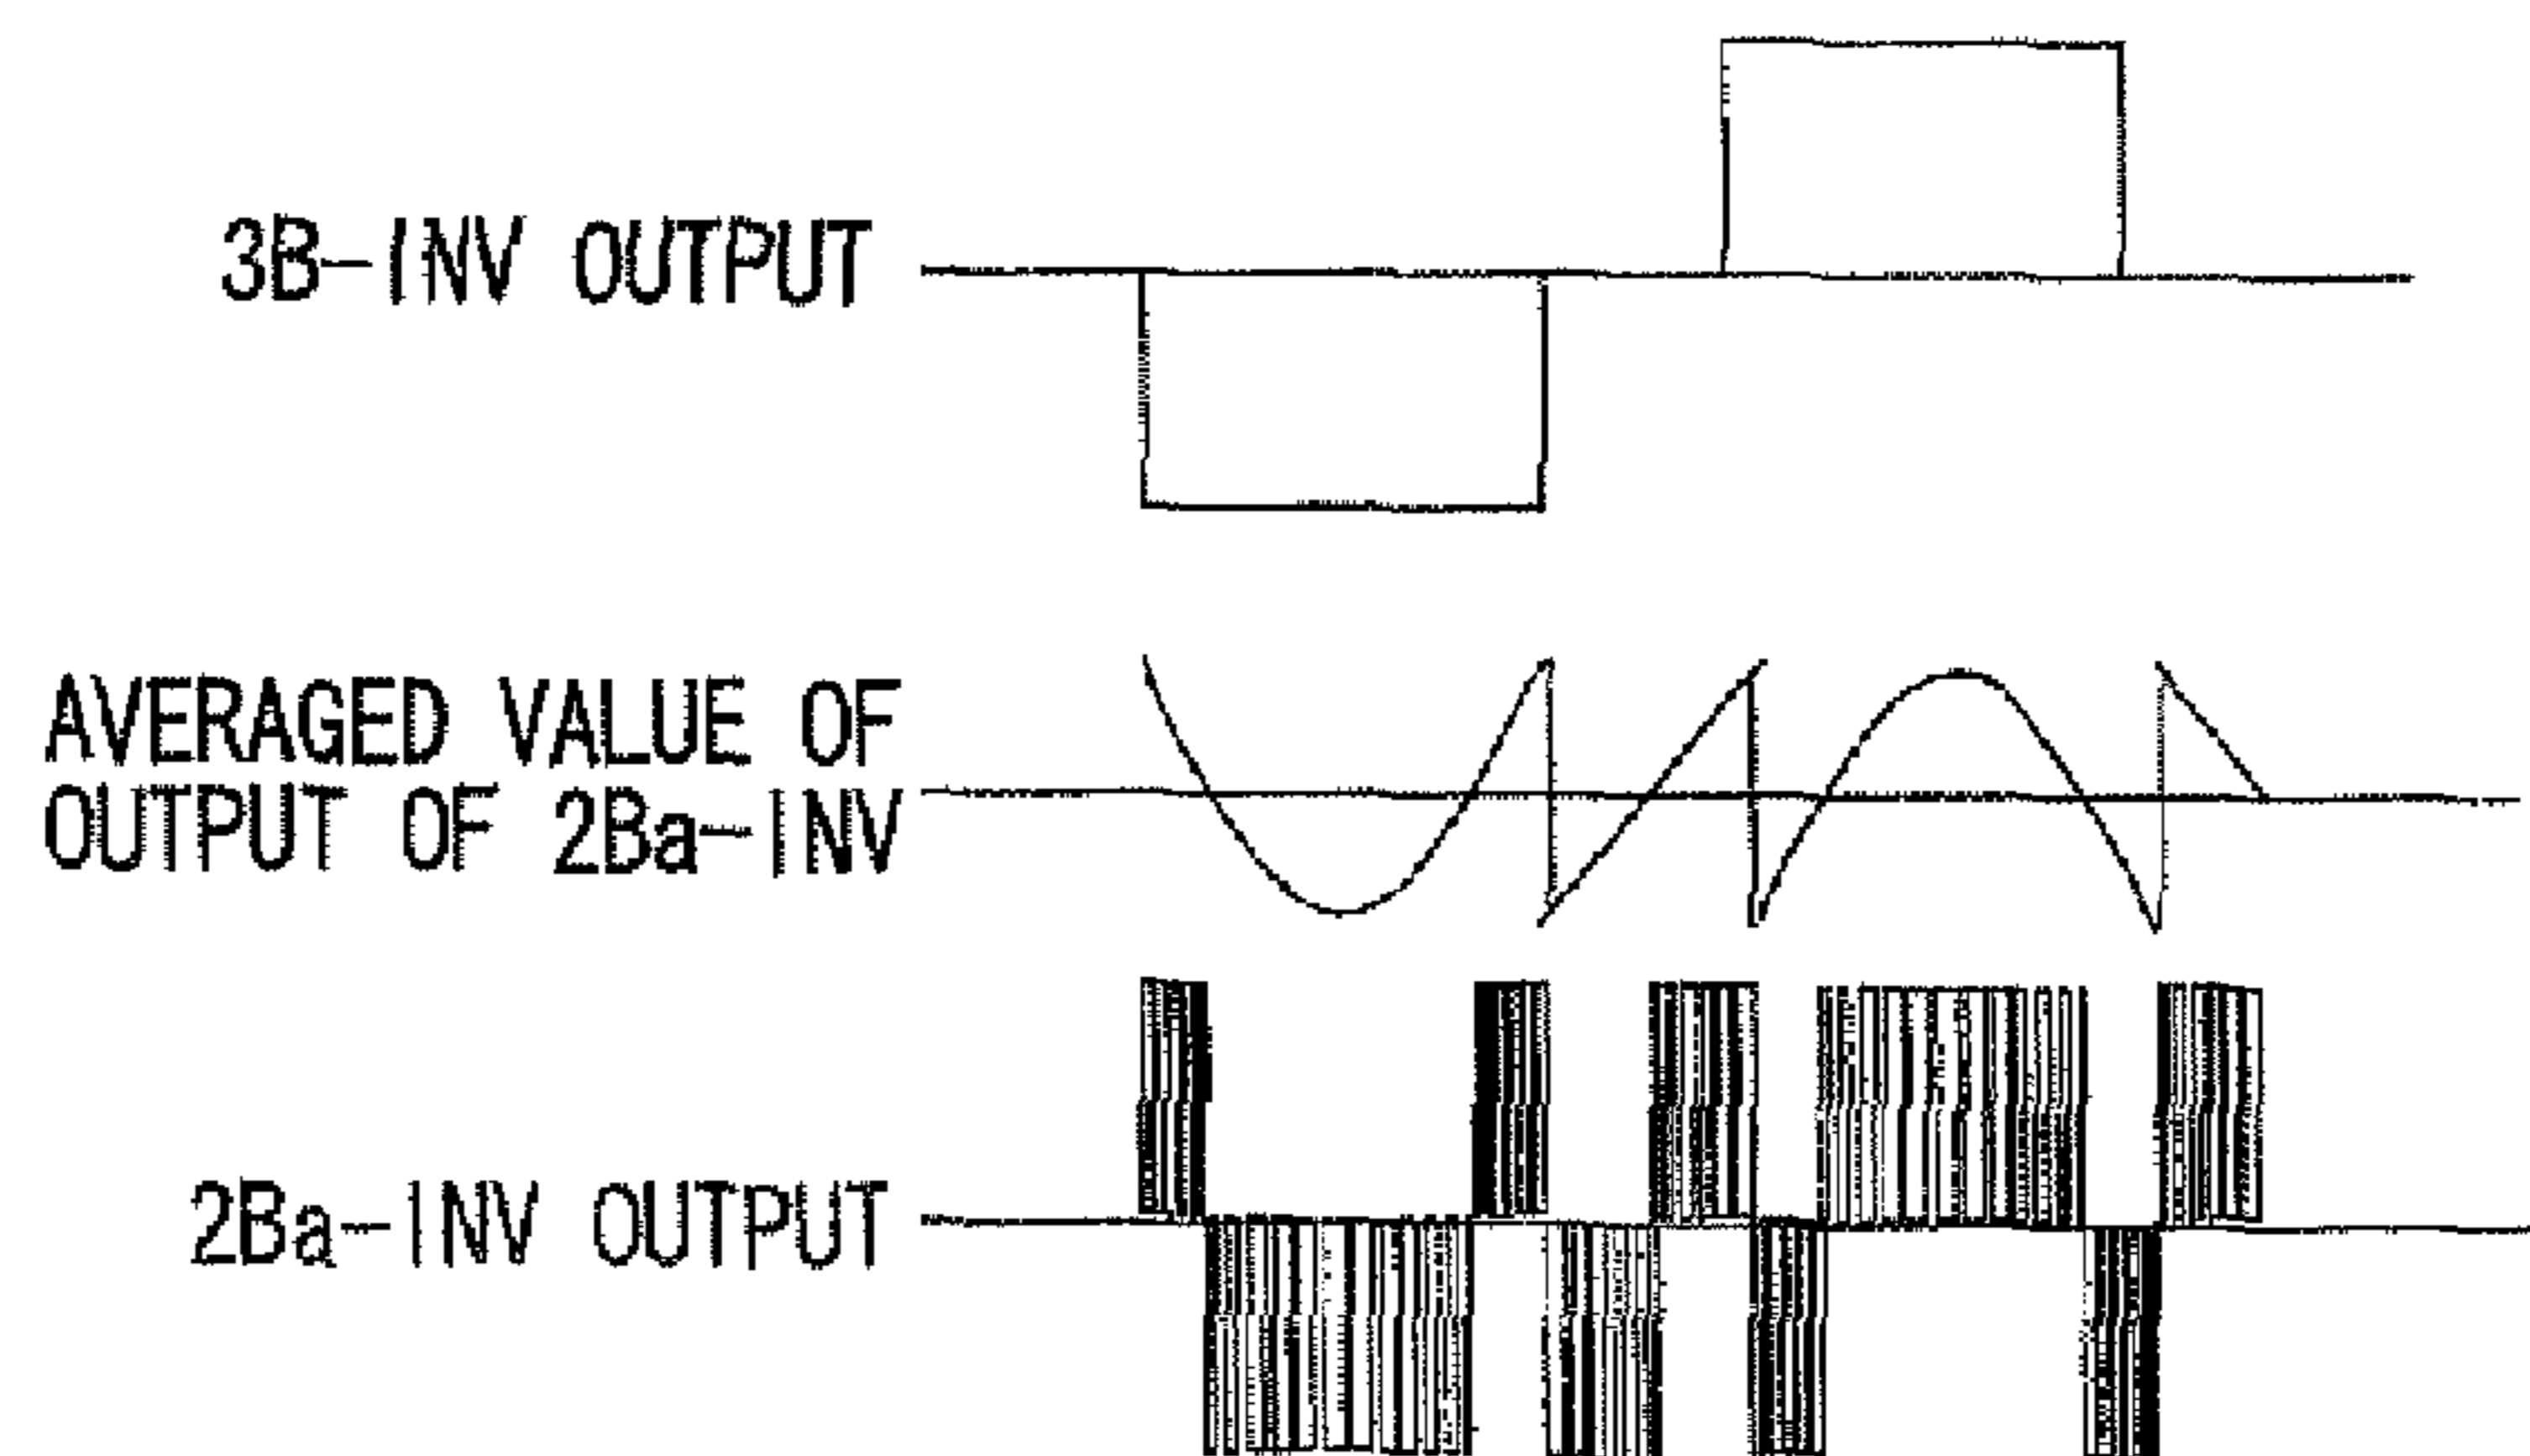 3B-INV OUTPUT
AVERAGED VALUE OF
OUTPUT OF 2Ba-INV
2Ba-INV OUTPUT